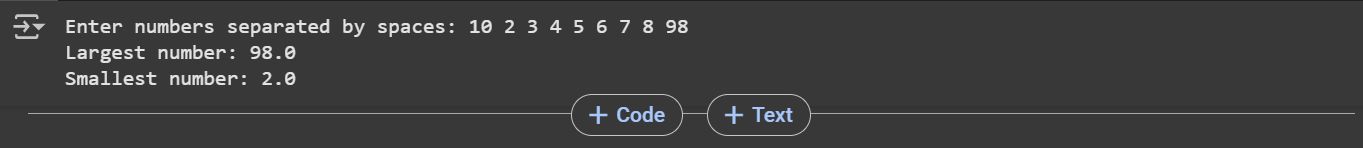 Enter numbers separated by spaces: 10 2 3 4 5 6 7 8 98
Largest number: 98.0
Smallest number: 2.0
+ Code + Text